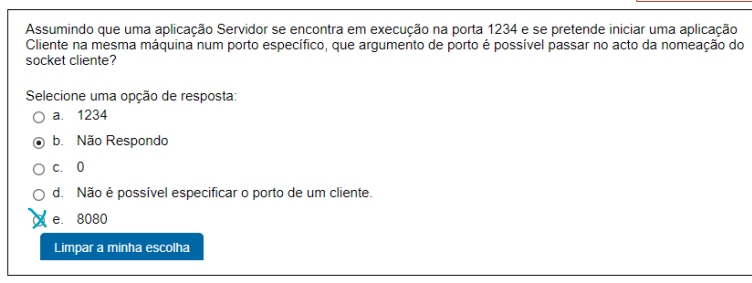 Assumindo que uma aplicação Servidor se encontra em execução na porta 1234 e se pretende iniciar uma aplicação
Cliente na mesma máquina num porto específico, que argumento de porto é possível passar no acto da nomeação do
socket cliente?
Selecione uma opção de resposta:
a. 1234
b. Não Respondo
c. 0
d. Não é possível especificar o porto de um cliente.
e. 8080
Limpar a minha escolha